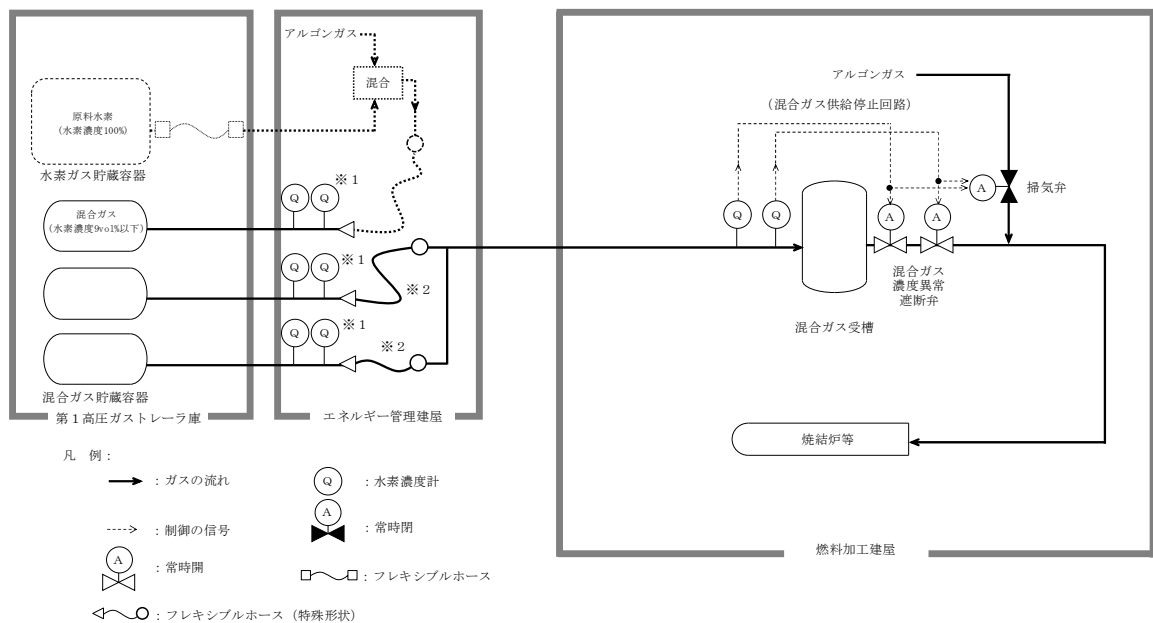 アルゴンガス
混合
原料水素
(水素濃度100%)
水素ガス貯蔵容器
※1
Q Q
混合ガス
(水素濃度9vol%以下)
※1
Q Q
※2
※1
Q Q
※2
混合ガス貯蔵容器
第1高圧ガストレーラ庫
エネルギー管理建屋
アルゴンガス
(混合ガス供給停止回路)
A
掃気弁
Q Q
A A
混合ガス
濃度異常
遮断弁
混合ガス受槽
焼結炉等
燃料加工建屋
凡 例:
:ガスの流れ
:制御の信号
A
:常時開
:フレキシブルホース(特殊形状)
Q
:水素濃度計
A
:常時閉
:フレキシブルホース